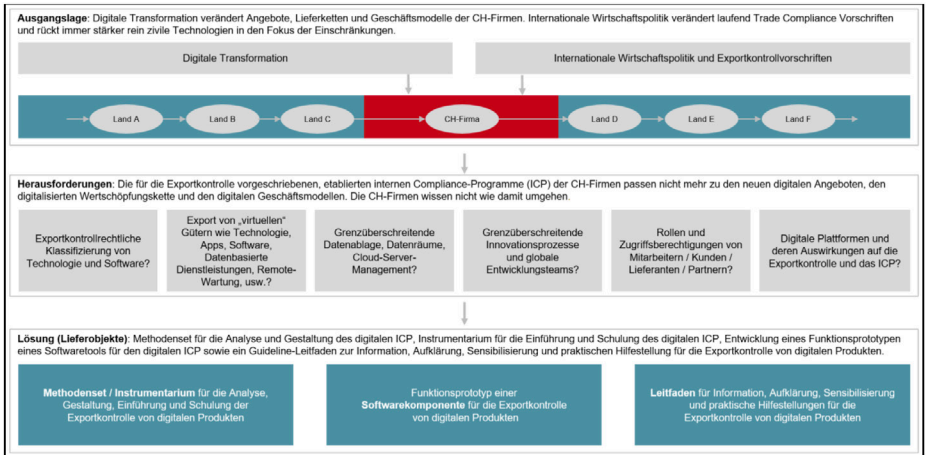 Ausgangslage: Digitale Transformation verändert Angebote, Lieferketten und Geschäftsmodelle der CH-Firmen. Internationale Wirtschaftspolitik verändert laufend Trade Compliance Vorschriften
und rückt immer stärker rein zivile Technologien in den Fokus der Einschränkungen.
Digitale Transformation
Internationale Wirtschaftspolitik und Exportkontrollvorschriften
Land A
Land B
Land C
CH-Firma
Land D
Land E
Land F
Herausforderungen: Die für die Exportkontrolle vorgeschriebenen, etablierten internen Compliance-Programme (ICP) der CH-Firmen passen nicht mehr zu den neuen digitalen Angeboten, den
digitalisierten Wertschöpfungskette und den digitalen Geschäftsmodellen. Die CH-Firmen wissen nicht wie damit umgehen.
Exportkontrollrechtliche
Klassifizierung von
Technologie und Software?
Export von „virtuellen“
Gütern wie Technologie,
Apps, Software,
Datenbasierte
Dienstleistungen, Remote-
Wartung, usw.?
Grenzüberschreitende
Datenablage, Datenräume,
Cloud-Server-
Management?
Grenzüberschreitende
Innovationsprozesse
und globale
Entwicklungsteams?
Rollen und
Zugriffsberechtigungen von
Mitarbeitern / Kunden /
Lieferanten / Partnern?
Digitale Plattformen und
deren Auswirkungen auf die
Exportkontrolle und das ICP?
Lösung (Lieferobjekte): Methodenset für die Analyse und Gestaltung des digitalen ICP, Instrumentarium für die Einführung und Schulung des digitalen ICP, Entwicklung eines Funktionsprototypen
eines Softwaretools für den digitalen ICP sowie ein Guideline-Leitfaden zur Information, Aufklärung, Sensibilisierung und praktischen Hilfestellung für die Exportkontrolle von digitalen Produkten.
Methodenset / Instrumentarium für die Analyse,
Gestaltung, Einführung und Schulung der
Exportkontrolle von digitalen Produkten
Funktionsprototyp einer
Softwarekomponente für die Exportkontrolle
von digitalen Produkten
Leitfaden für Information, Aufklärung, Sensibilisierung
und praktische Hilfestellungen für die
Exportkontrolle von digitalen Produkten